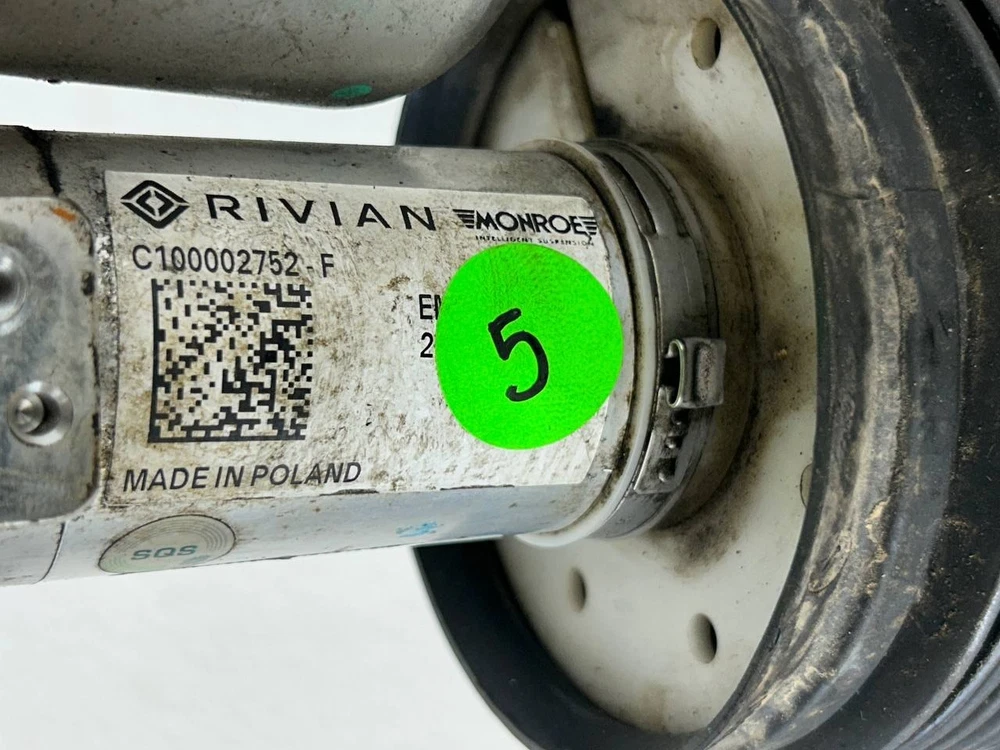 RIVIAN
MONROE
INTELLIGENT SUSPENSION
C100002752-F
5
MADE IN POLAND
SQS